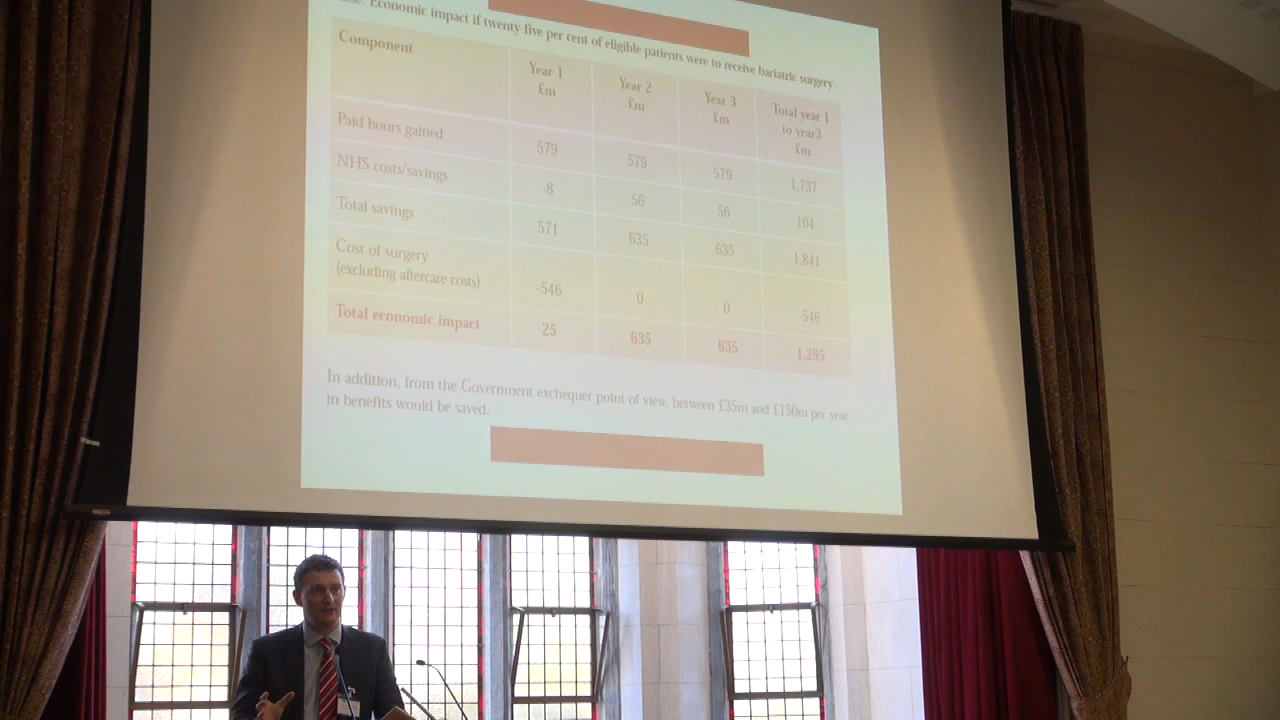 Economic impact if twenty-five per cent of eligible patients were to receive bariatric surgery
Component Year 1 £m Year 2 £m Year 3 £m Total year 1 to year3 £m
Paid hours gained 579 579 579 1,737
NHS costs/savings -8 56 56 104
Total savings 571 635 635 1,841
Cost of surgery
(excluding aftercare costs) -546 0 0 -546
Total economic impact 25 635 635 1,295
In addition, from the Government exchequer point of view, between £35m and £150m per year
in benefits would be saved.